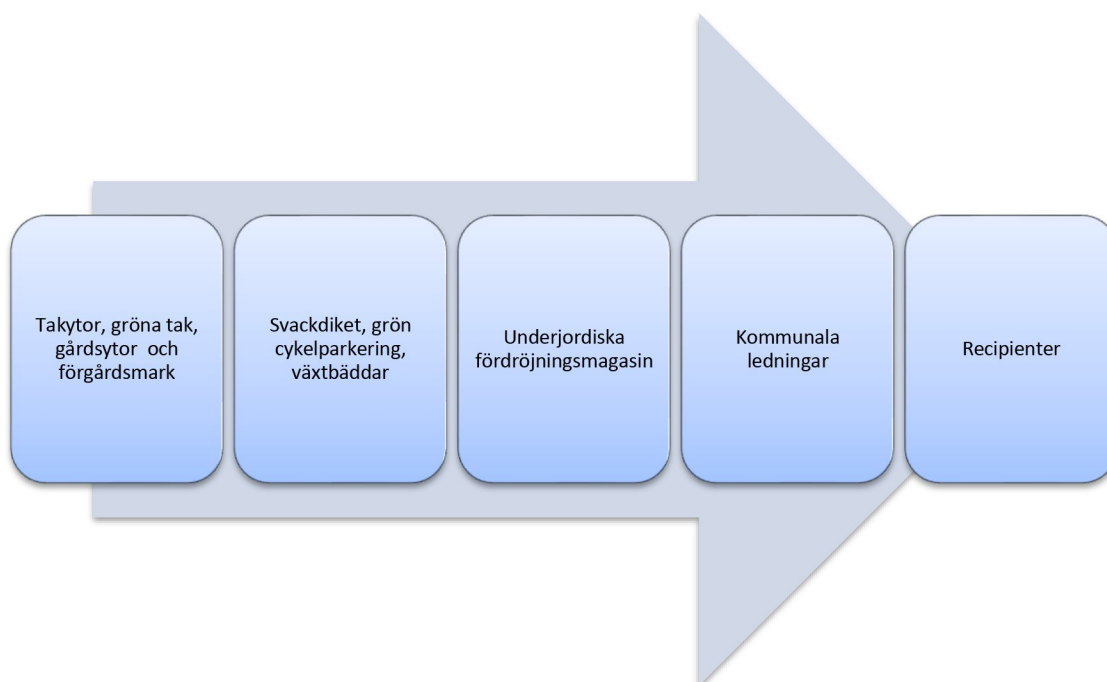 Takytor, gröna tak,
gårdsytor  och
förgårdsmark
Svackdiket, grön
cykelparkering,
växtbäddar
Underjordiska
fördröjningsmagasin
Kommunala
ledningar
Recipienter